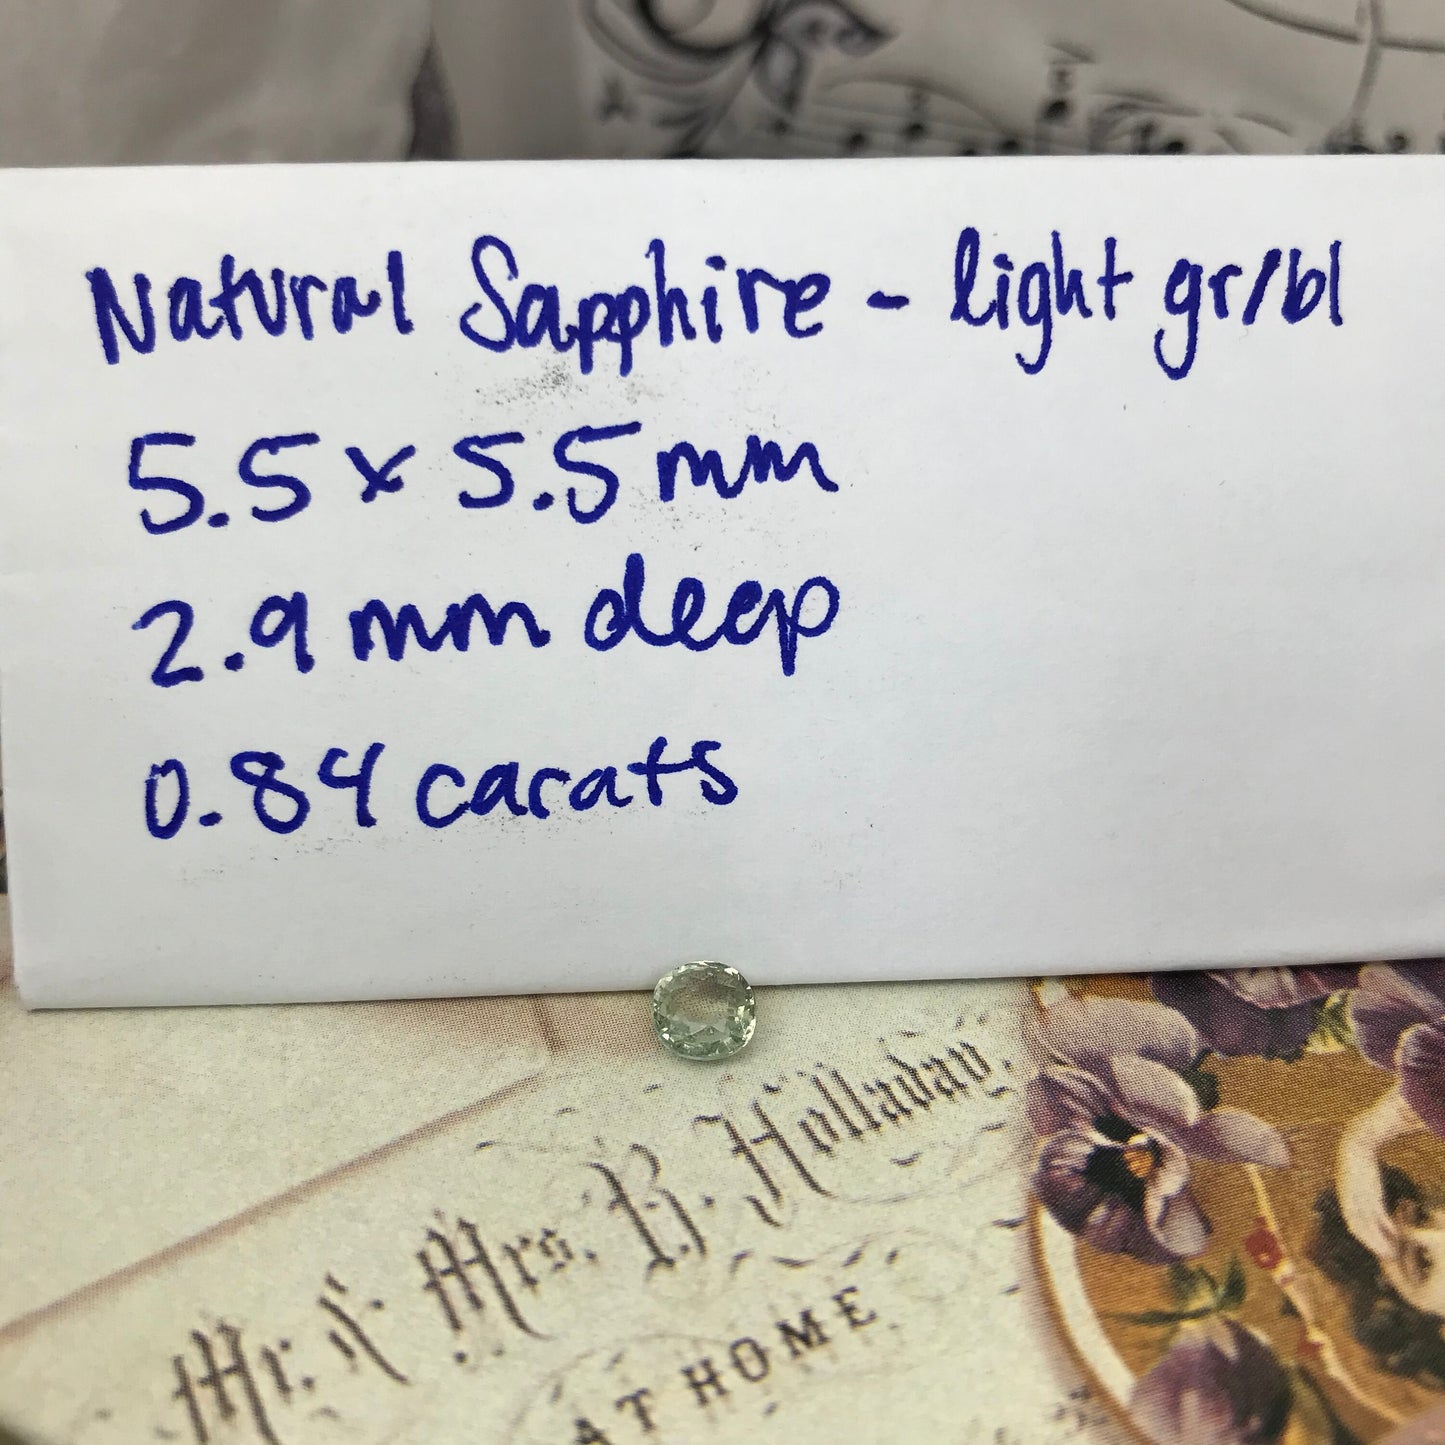 Natural Sapphire - light gr/bl
5.5 x 5.5 mm
2.9 mm deep
0.84 carats
Mr. & Mrs. B. Holladay,
AT HOME